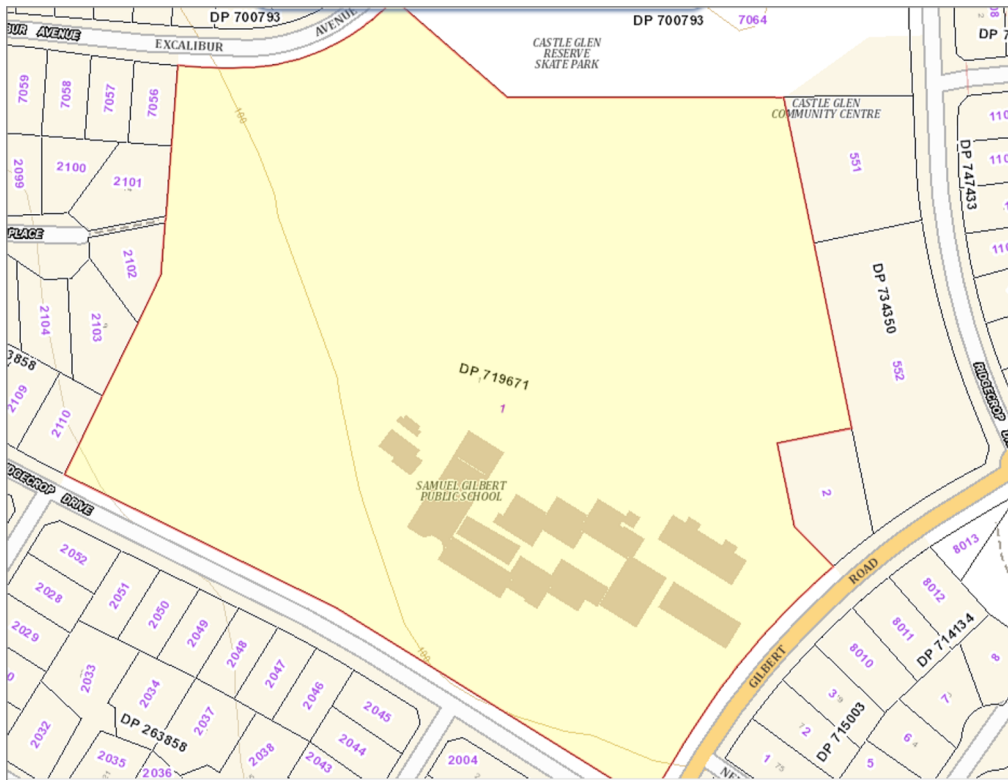 DP 700793
AVENUE
EXCALIBUR
AVENUE
DP 700793
7064
CASTLE GLEN
RESERVE
SKATE PARK
CASTLE GLEN
COMMUNITY CENTRE
7059
7058
7057
7056
2099
2100
2101
PLACE
2102
2104
2103
3858
2109
2110
551
DP 747433
DP 734350
552
DP 719671
1
SAMUEL GILBERT
PUBLIC SCHOOL
2
RIDGECROP
DRIVE
2052
2028
2029
2051
2050
2049
2048
2047
2046
2045
2044
2043
2033
2034
2037
2038
2032
DP 263858
2035
2036
2004
GILBERT
ROAD
8013
8012
8011
8010
DP 714134
8
7
6
5
3
2
1
DP 715003